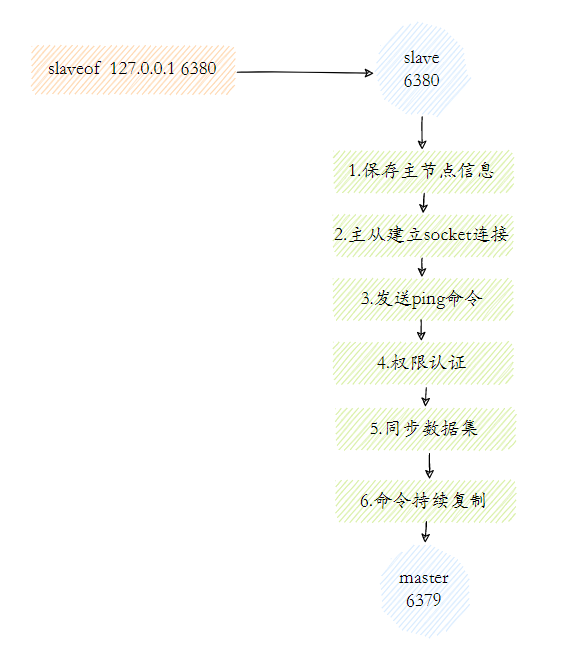 slaveof 127.0.0.1 6380
slave
6380
1.保存主节点信息
2.主从建立socket连接
3.发送ping命令
4.权限认证
5.同步数据集
6.命令持续复制
master
6379